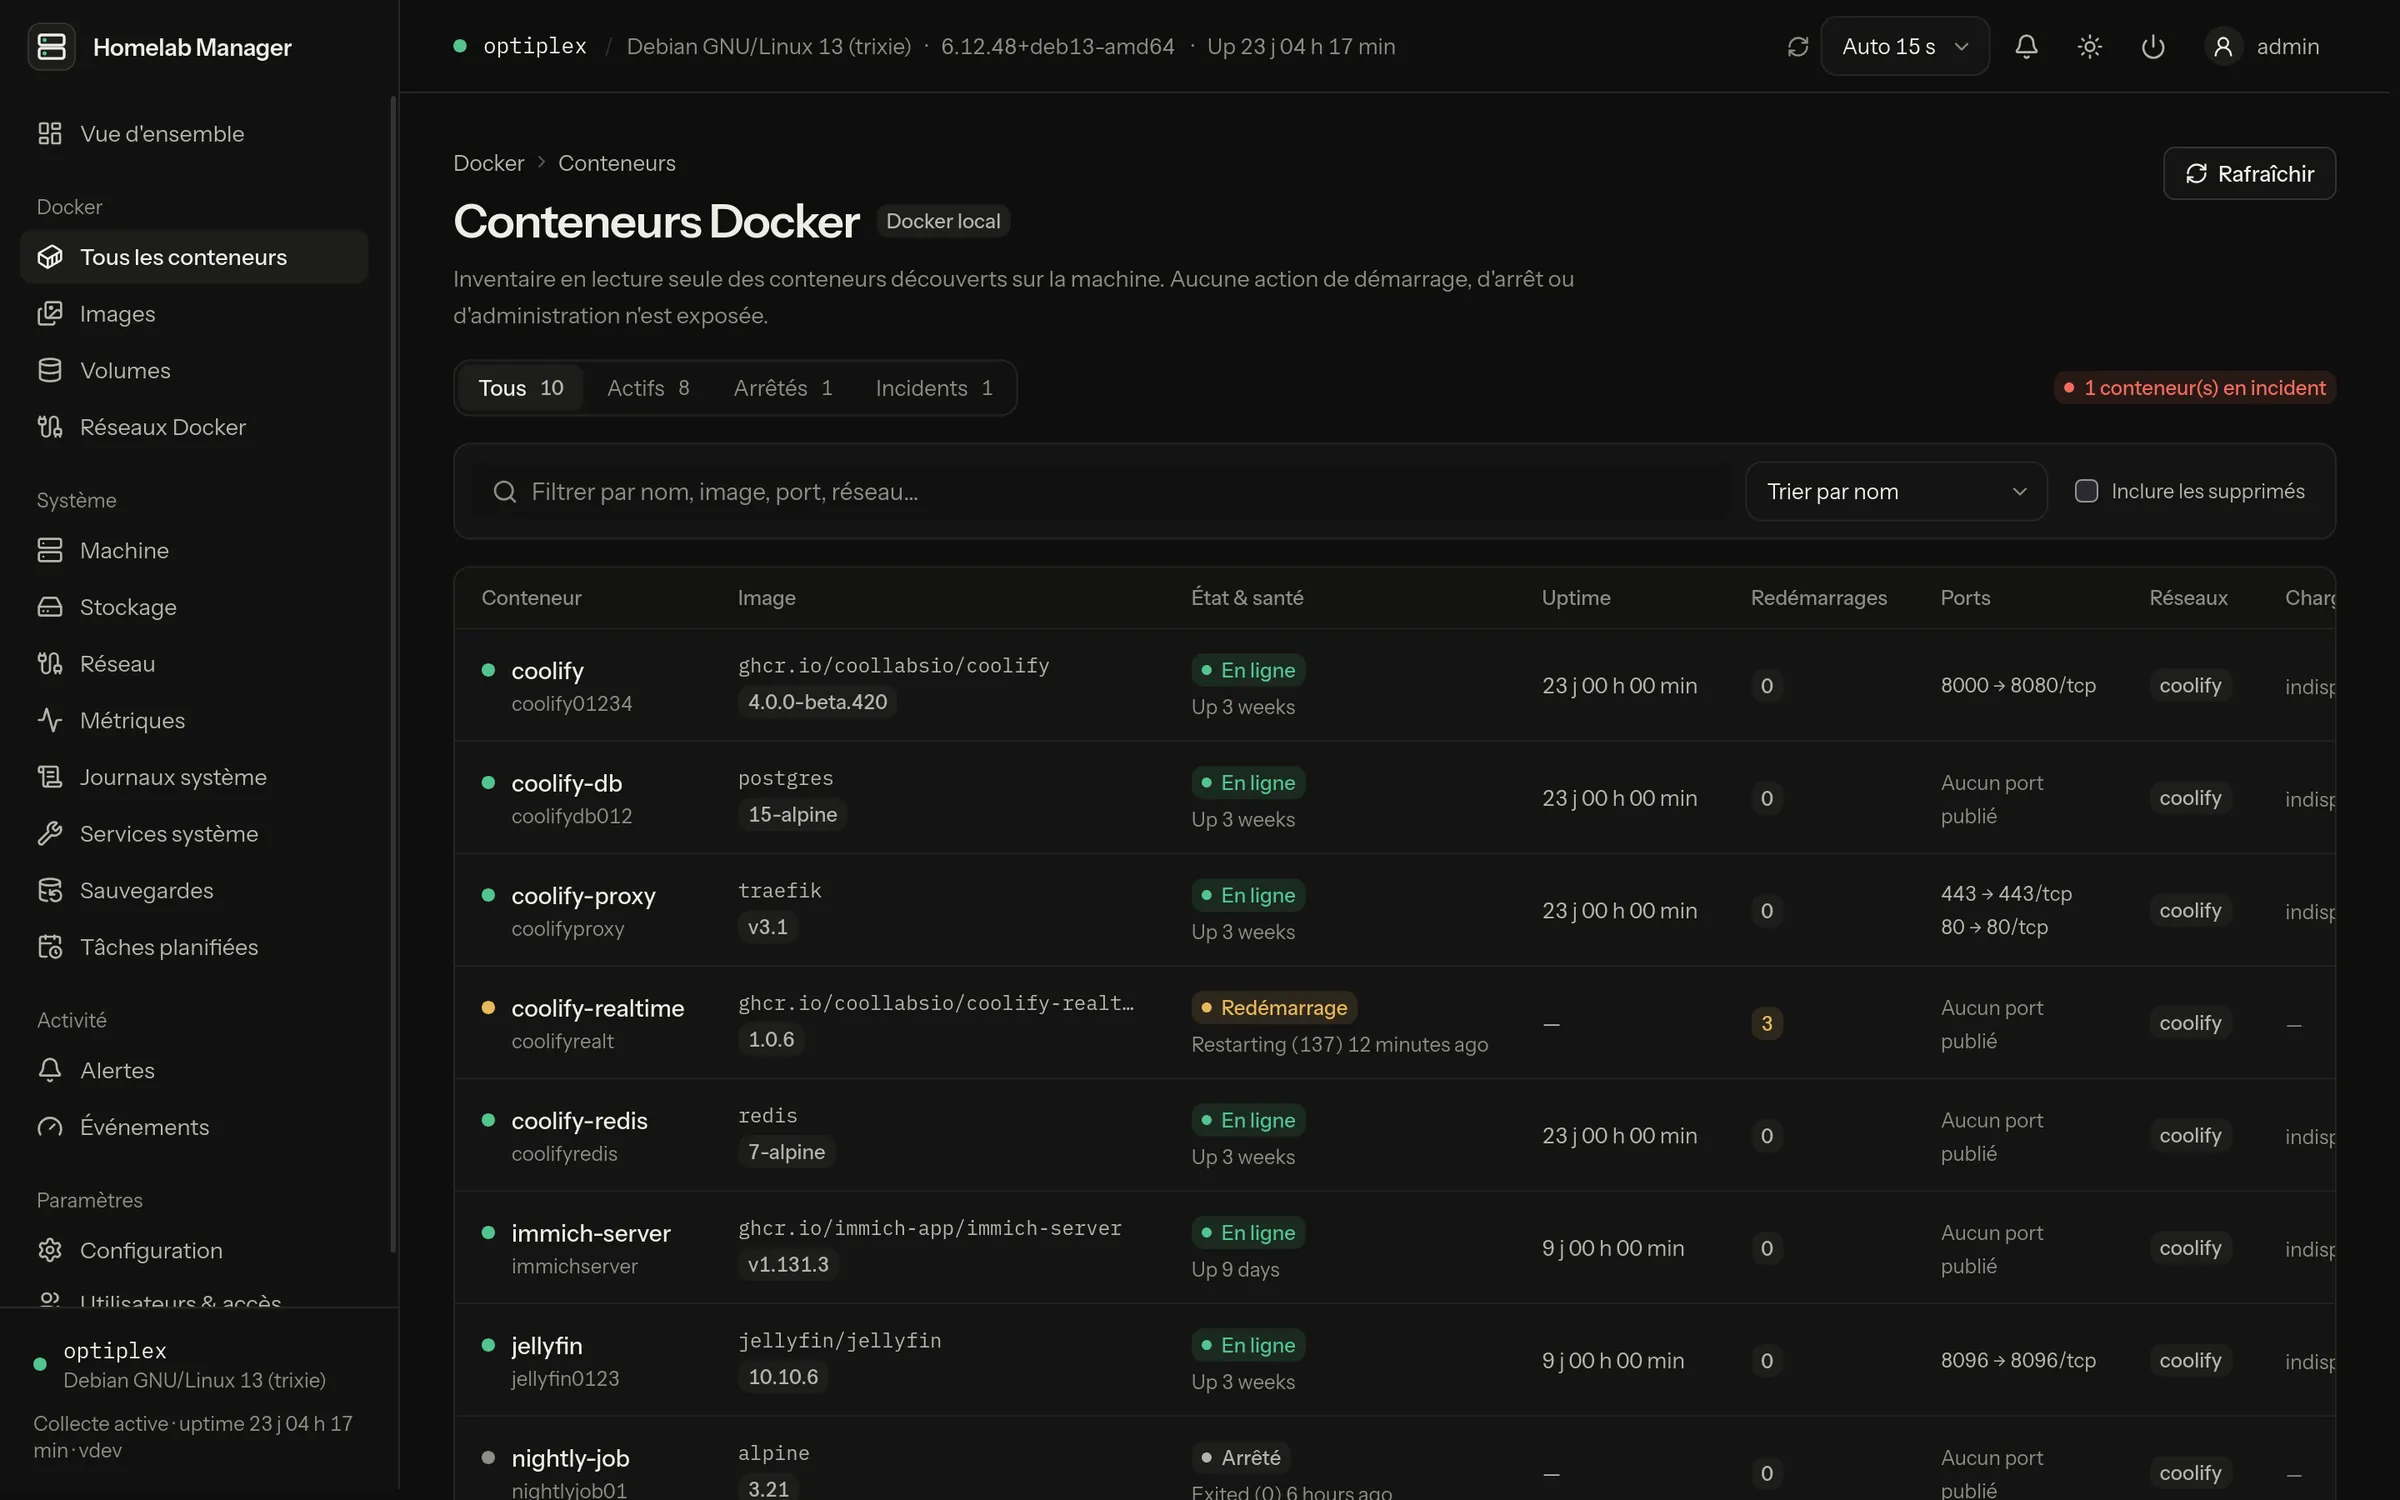 Homelab Manager
Vue d'ensemble
Docker
Tous les conteneurs
Images
Volumes
Réseaux Docker
Système
Machine
Stockage
Réseau
Métriques
Journaux système
Services système
Sauvegardes
Tâches planifiées
Activité
Alertes
Événements
Paramètres
Configuration
Utilisateurs & accès
optiplex
Debian GNU/Linux 13 (trixie)
Collecte active · uptime 23 j 04 h 17
min · vdev
optiplex / Debian GNU/Linux 13 (trixie) · 6.12.48+deb13-amd64 · Up 23 j 04 h 17 min
Auto 15 s
admin
Docker > Conteneurs
Rafraîchir
Conteneurs Docker Docker local
Inventaire en lecture seule des conteneurs découverts sur la machine. Aucune action de démarrage, d'arrêt ou
d'administration n'est exposée.
Tous 10 Actifs 8 Arrêtés 1 Incidents 1
1 conteneur(s) en incident
Filtrer par nom, image, port, réseau...
Trier par nom
Inclure les supprimés
Conteneur Image État & santé Uptime Redémarrages Ports Réseaux Charg
coolify
coolify01234
ghcr.io/coollabsio/coolify
4.0.0-beta.420
En ligne
Up 3 weeks
23 j 00 h 00 min
0
8000 → 8080/tcp
coolify
indisp
coolify-db
coolifydb012
postgres
15-alpine
En ligne
Up 3 weeks
23 j 00 h 00 min
0
Aucun port
publié
coolify
indisp
coolify-proxy
coolifyproxy
traefik
v3.1
En ligne
Up 3 weeks
23 j 00 h 00 min
0
443 → 443/tcp
80 → 80/tcp
coolify
indisp
coolify-realtime
coolifyrealt
ghcr.io/coollabsio/coolify-realt…
1.0.6
Redémarrage
Restarting (137) 12 minutes ago
—
3
Aucun port
publié
coolify
—
coolify-redis
coolifyredis
redis
7-alpine
En ligne
Up 3 weeks
23 j 00 h 00 min
0
Aucun port
publié
coolify
indisp
immich-server
immichserver
ghcr.io/immich-app/immich-server
v1.131.3
En ligne
Up 9 days
9 j 00 h 00 min
0
Aucun port
publié
coolify
indisp
jellyfin
jellyfin0123
jellyfin/jellyfin
10.10.6
En ligne
Up 3 weeks
9 j 00 h 00 min
0
8096 → 8096/tcp
coolify
indisp
nightly-job
nightlyjob01
alpine
3.21
Arrêté
Exited (0) 6 hours ago
—
0
Aucun port
publié
coolify
—